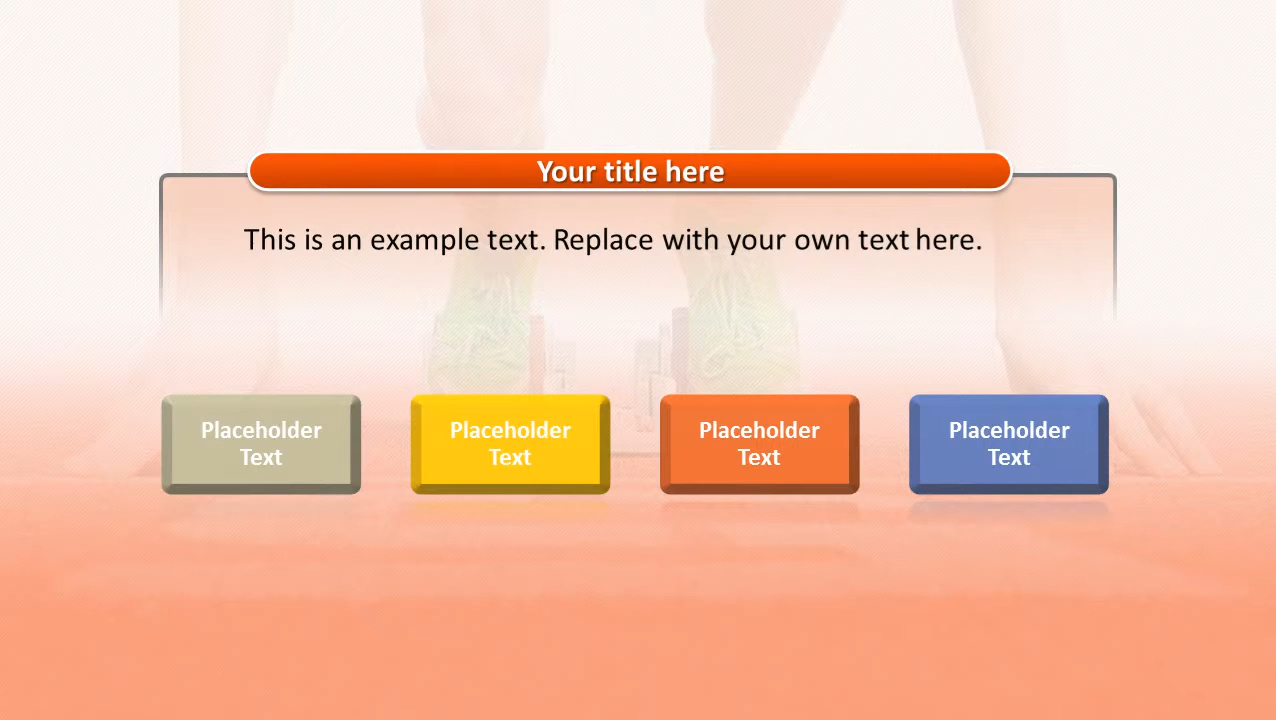 Your title here
This is an example text. Replace with your own text here.
Placeholder
Text
Placeholder
Text
Placeholder
Text
Placeholder
Text